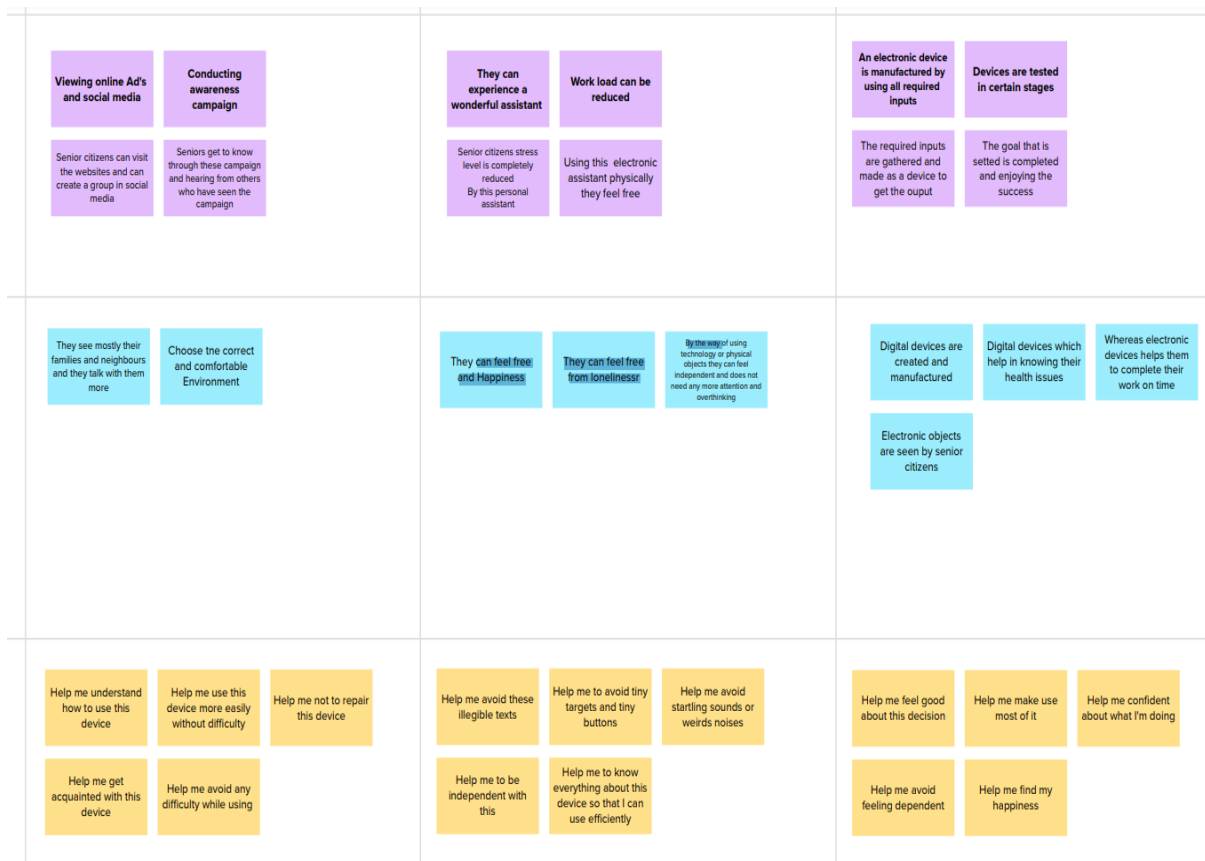 Viewing online Ad's
and social media
Conducting
awareness
campaign
Senior citizens can visit
the websites and can
create a group in social
media
Seniors get to know
through these campaign
and hearing from others
who have seen the
campaign
They can
experience a
wonderful assistant
Work load can be
reduced
Senior citizens stress
level is completely
reduced
By this personal
assistant
Using this electronic
assistant physically
they feel free
An electronic device
is manufactured by
using all required
inputs
Devices are tested
in certain stages
The required inputs
are gathered and
made as a device to
get the ouput
The goal that is
setted is completed
and enjoying the
success
They see mostly their
families and neighbours
and they talk with them
more
Choose tne correct
and comfortable
Environment
They can feel free
and Happiness
They can feel free
from lonelinessr
By the way of using
technology or physical
objects they can feel
independent and does not
need any more attention and
overthinking
Digital devices are
created and
manufactured
Digital devices which
help in knowing their
health issues
Whereas electronic
devices helps them
to complete their
work on time
Electronic objects
are seen by senior
citizens
Help me understand
how to use this
device
Help me use this
device more easily
without difficulty
Help me not to repair
this device
Help me get
acquainted with this
device
Help me avoid any
difficulty while using
Help me avoid these
illegible texts
Help me to avoid tiny
targets and tiny
buttons
Help me avoid
startling sounds or
weirds noises
Help me to be
independent with
this
Help me to know
everything about this
device so that I can
use efficiently
Help me feel good
about this decision
Help me make use
most of it
Help me confident
about what I'm doing
Help me avoid
feeling dependent
Help me find my
happiness